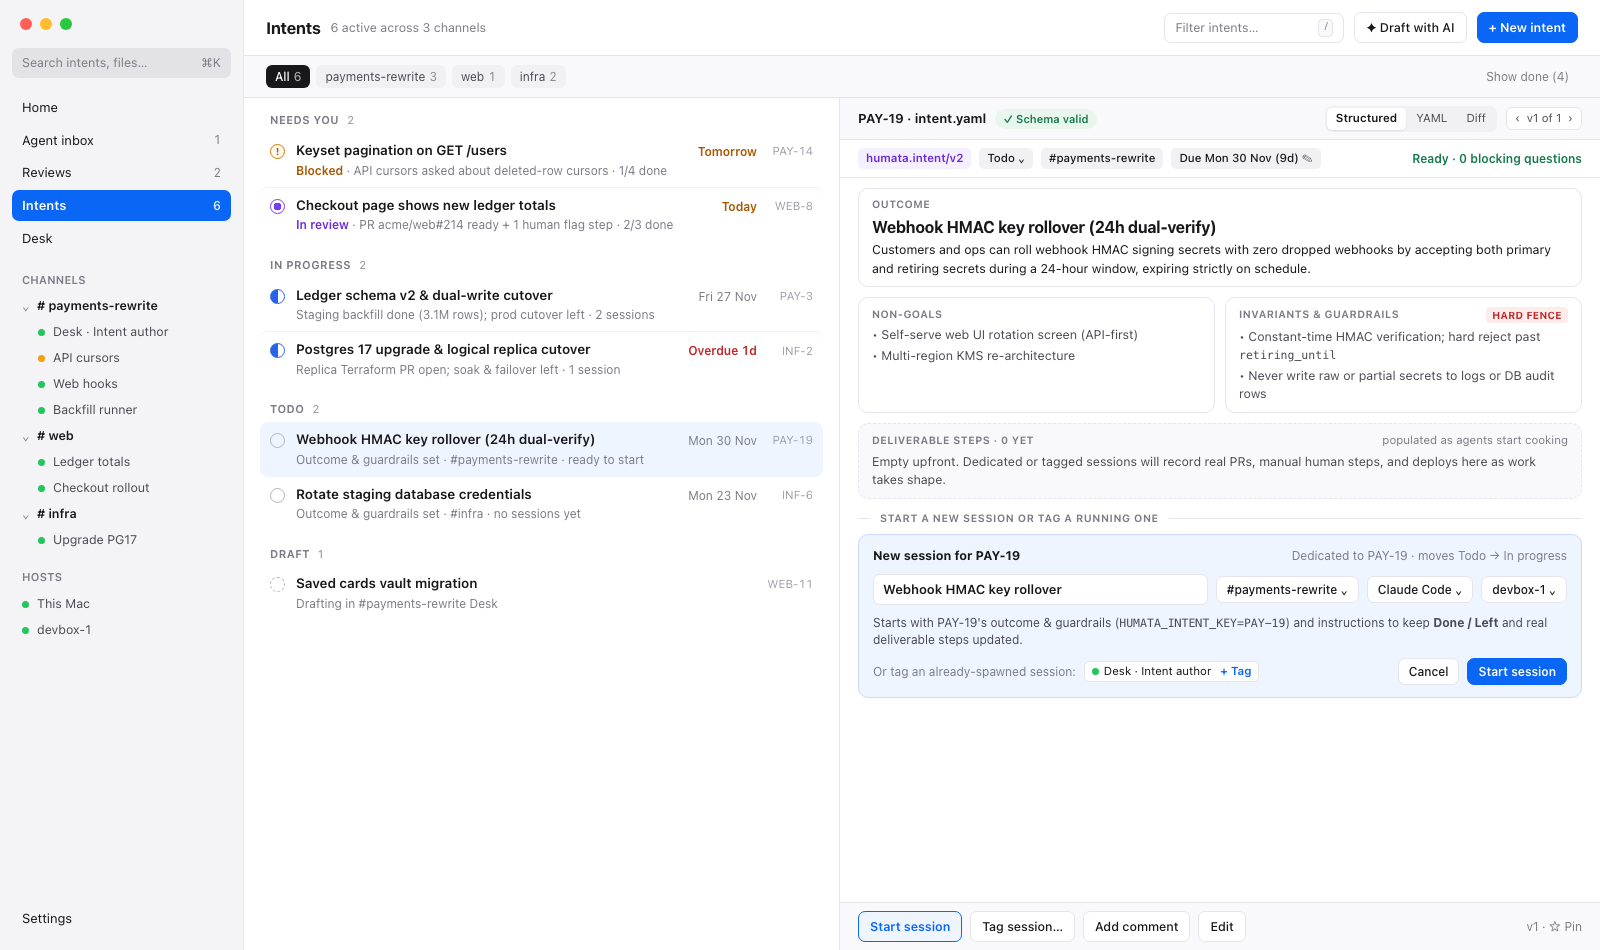 Search intents, files... ⌘K
Home
Agent inbox 1
Reviews 2
Intents 6
Desk
CHANNELS
# payments-rewrite
Desk · Intent author
API cursors
Web hooks
Backfill runner
# web
Ledger totals
Checkout rollout
# infra
Upgrade PG17
HOSTS
This Mac
devbox-1
Settings
Intents 6 active across 3 channels
Filter intents... /
✦ Draft with AI
+ New intent
All 6 payments-rewrite 3 web 1 infra 2
Show done (4)
NEEDS YOU 2
Keyset pagination on GET /users Tomorrow PAY-14
Blocked · API cursors asked about deleted-row cursors · 1/4 done
Checkout page shows new ledger totals Today WEB-8
In review · PR acme/web#214 ready + 1 human flag step · 2/3 done
IN PROGRESS 2
Ledger schema v2 & dual-write cutover Fri 27 Nov PAY-3
Staging backfill done (3.1M rows); prod cutover left · 2 sessions
Postgres 17 upgrade & logical replica cutover Overdue 1d INF-2
Replica Terraform PR open; soak & failover left · 1 session
TODO 2
Webhook HMAC key rollover (24h dual-verify) Mon 30 Nov PAY-19
Outcome & guardrails set · #payments-rewrite · ready to start
Rotate staging database credentials Mon 23 Nov INF-6
Outcome & guardrails set · #infra · no sessions yet
DRAFT 1
Saved cards vault migration WEB-11
Drafting in #payments-rewrite Desk
PAY-19 · intent.yaml ✓ Schema valid
Structured YAML Diff
‹ v1 of 1 ›
humata.intent/v2 Todo ⌄ #payments-rewrite Due Mon 30 Nov (9d) ✎
Ready · 0 blocking questions
OUTCOME
Webhook HMAC key rollover (24h dual-verify)
Customers and ops can roll webhook HMAC signing secrets with zero dropped webhooks by accepting both primary
and retiring secrets during a 24-hour window, expiring strictly on schedule.
NON-GOALS
• Self-serve web UI rotation screen (API-first)
• Multi-region KMS re-architecture
INVARIANTS & GUARDRAILS HARD FENCE
• Constant-time HMAC verification; hard reject past
retiring_until
• Never write raw or partial secrets to logs or DB audit
rows
DELIVERABLE STEPS · 0 YET populated as agents start cooking
Empty upfront. Dedicated or tagged sessions will record real PRs, manual human steps, and deploys here as work
takes shape.
START A NEW SESSION OR TAG A RUNNING ONE
New session for PAY-19 Dedicated to PAY-19 · moves Todo → In progress
Webhook HMAC key rollover #payments-rewrite ⌄ Claude Code ⌄ devbox-1 ⌄
Starts with PAY-19's outcome & guardrails (HUMATA_INTENT_KEY=PAY-19) and instructions to keep Done / Left and real
deliverable steps updated.
Or tag an already-spawned session: Desk · Intent author + Tag
Cancel Start session
Start session Tag session... Add comment Edit
v1 · ☆ Pin